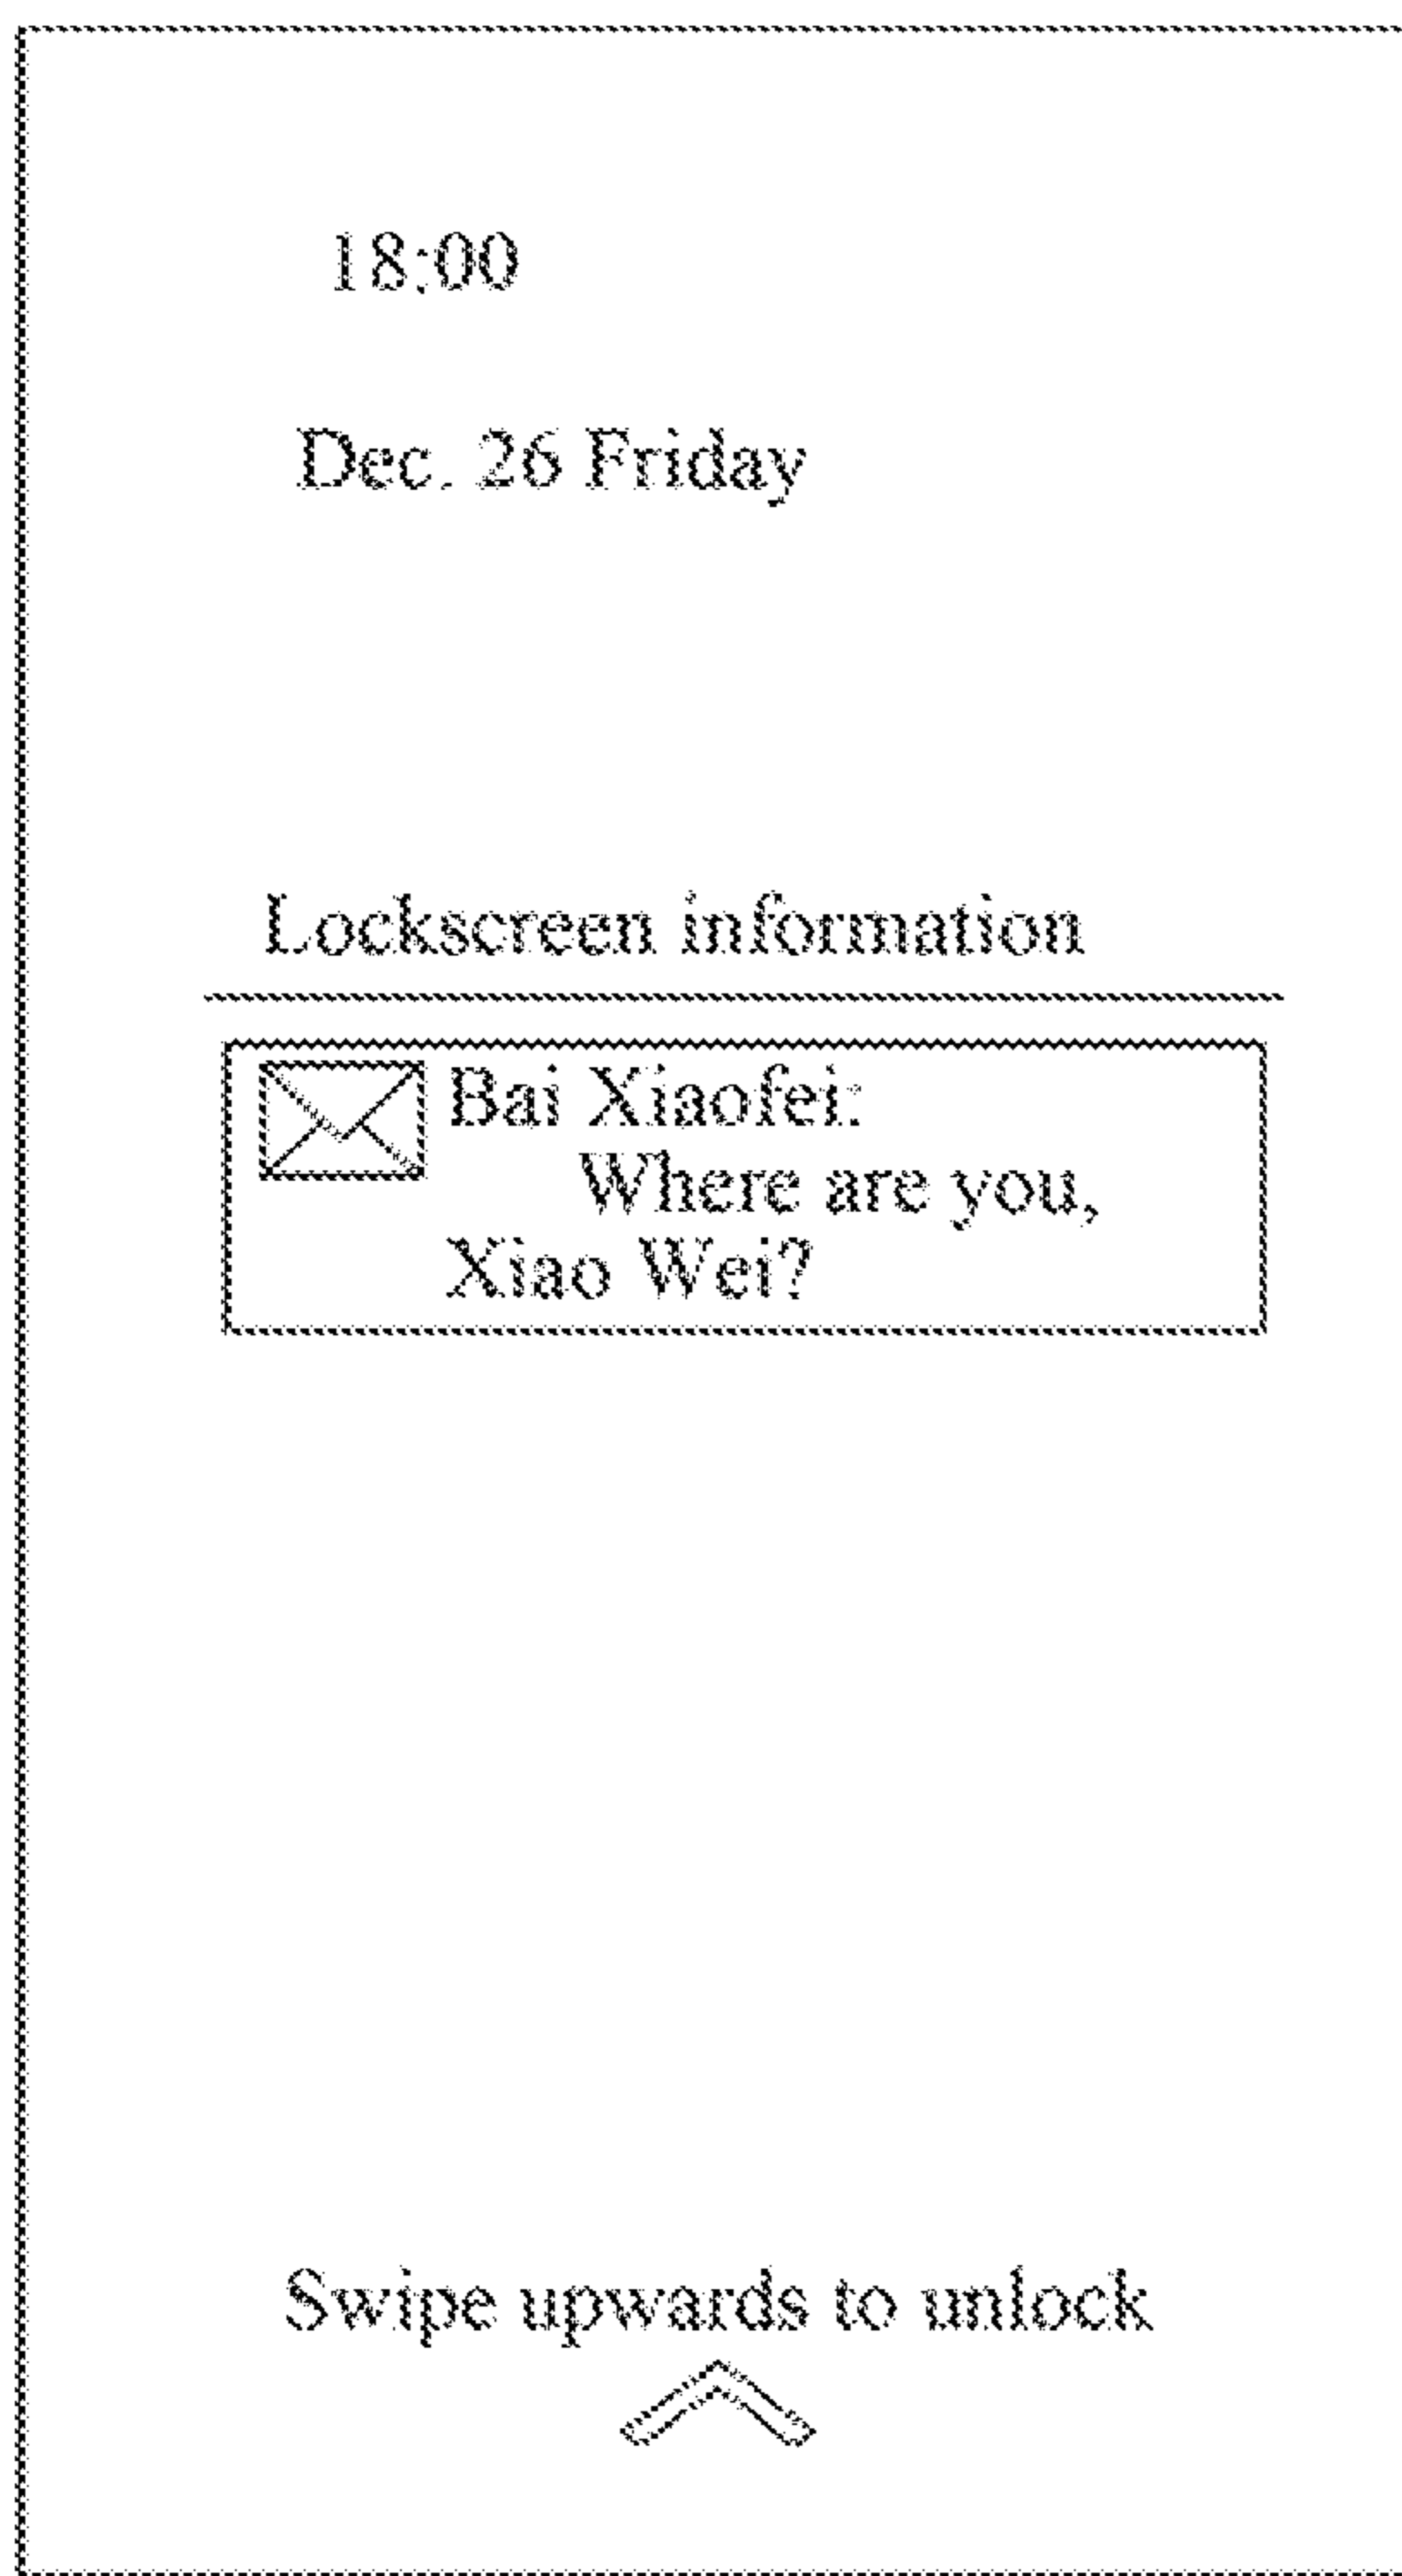 18:00
Dec. 26 Friday
Lockscreen information
Bai Xiaofei:
Where are you,
Xiao Wei?
Swipe upwards to unlock